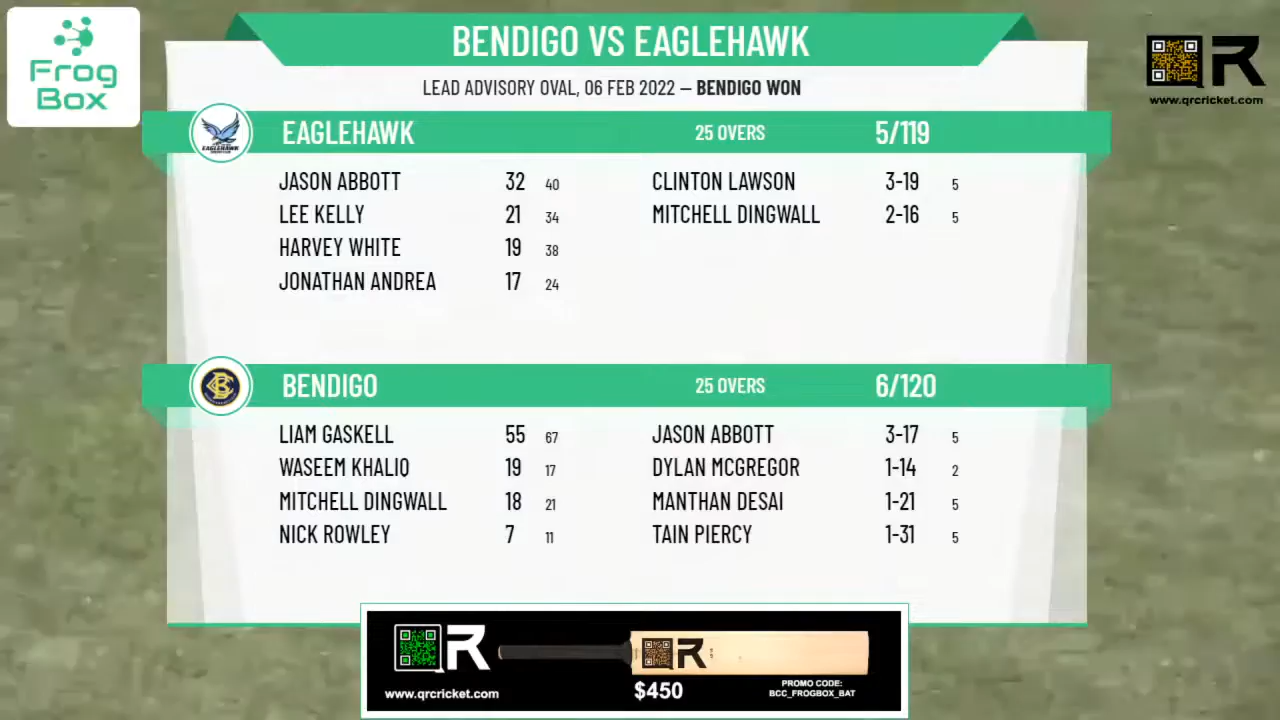 Frog
Box
BENDIGO VS EAGLEHAWK
LEAD ADVISORY OVAL, 06 FEB 2022 – BENDIGO WON
R
www.qrcricket.com
EAGLEHAWK
EAGLEHAWK 25 OVERS 5/119
JASON ABBOTT 32 40 CLINTON LAWSON 3-19 5
LEE KELLY 21 34 MITCHELL DINGWALL 2-16 5
HARVEY WHITE 19 38
JONATHAN ANDREA 17 24
BENDIGO 25 OVERS 6/120
LIAM GASKELL 55 67 JASON ABBOTT 3-17 5
WASEEM KHALIQ 19 17 DYLAN MCGREGOR 1-14 2
MITCHELL DINGWALL 18 21 MANTHAN DESAI 1-21 5
NICK ROWLEY 7 11 TAIN PIERCY 1-31 5
R
R
www.qrcricket.com
$450
PROMO CODE:
BCC_FROGBOX_BAT